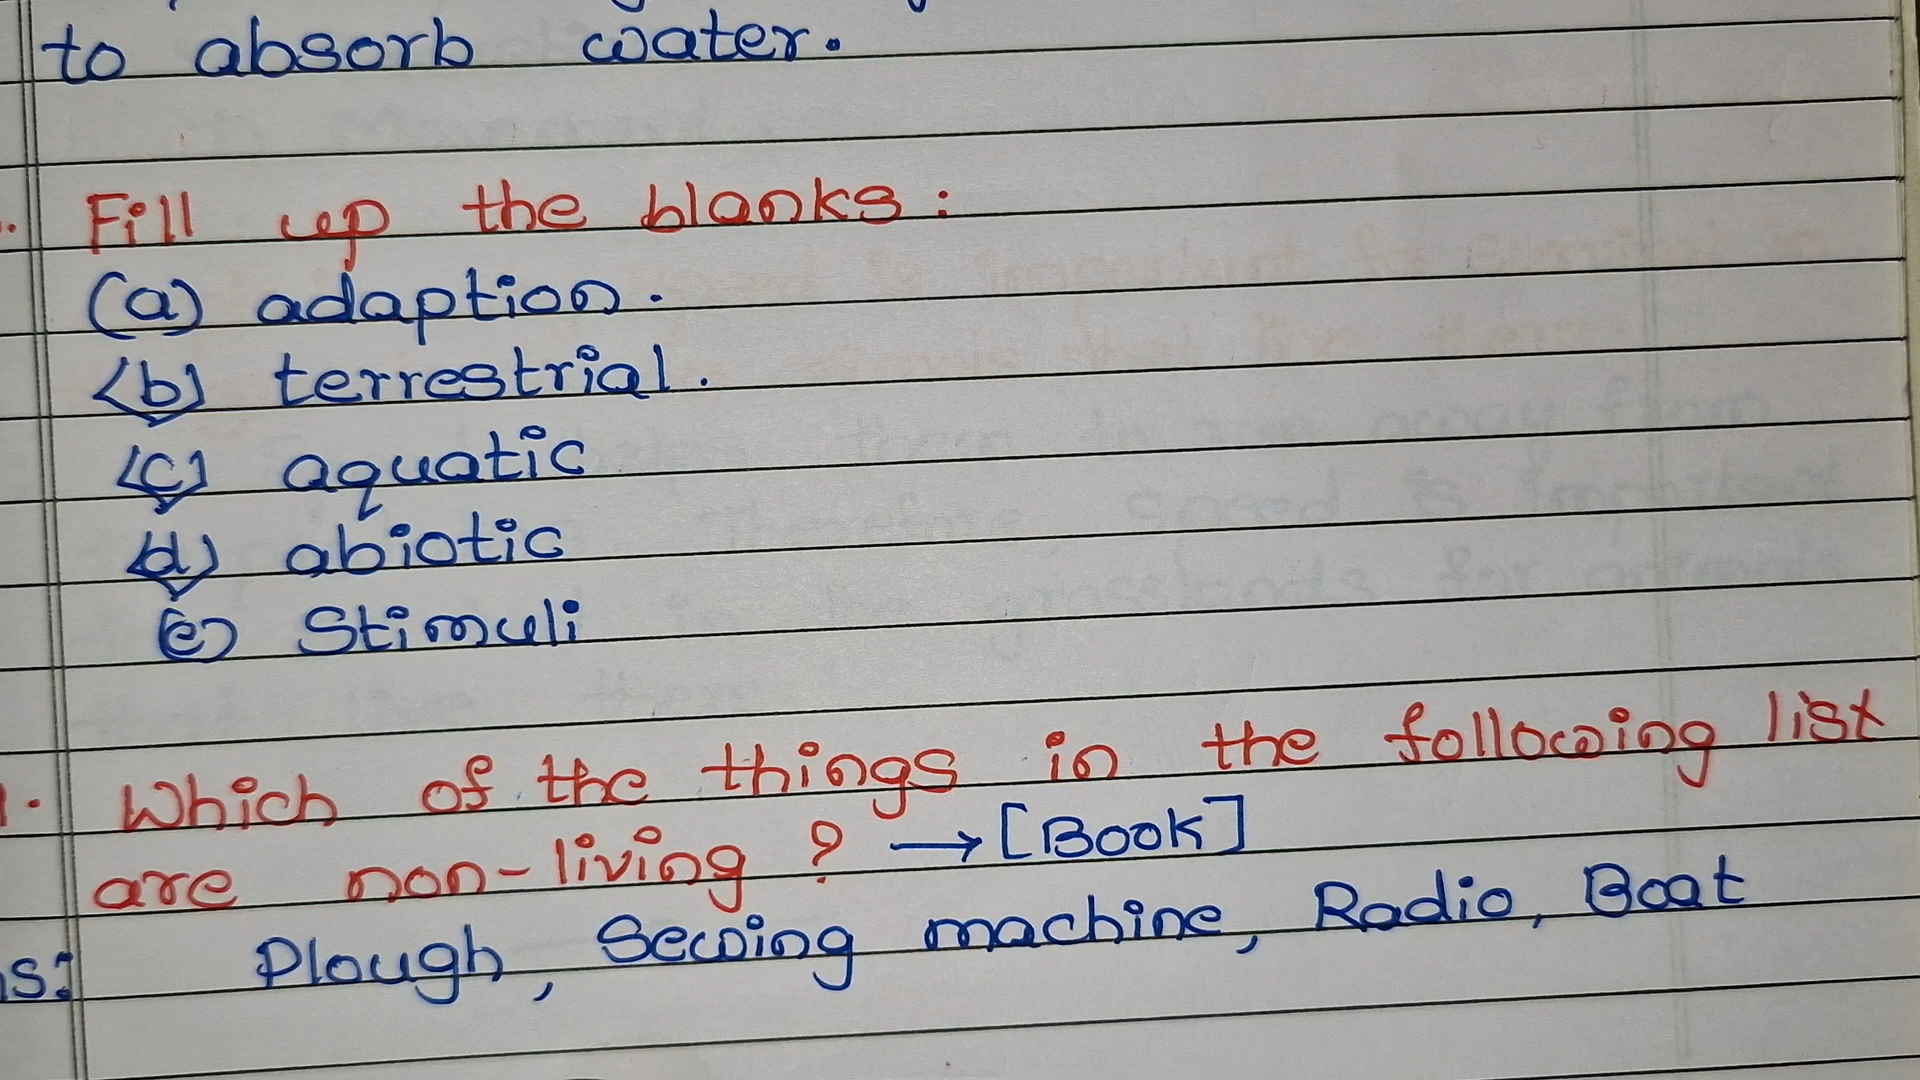 to absorb water.
Fill up the blanks:
(a) adaption.
(b) terrestrial.
(c) aquatic
(d) abiotic
(e) Stimuli
Which of the things in the following list
are non-living ? → [Book]
Plough, Sewing machine, Radio, Boat